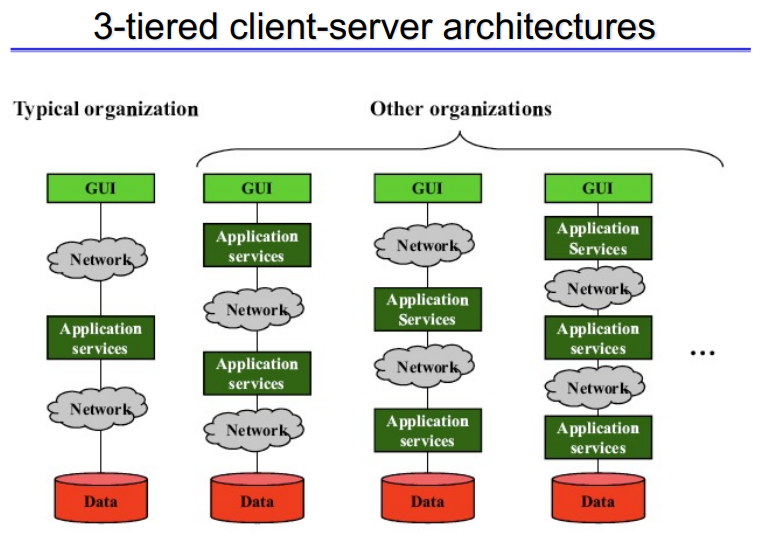 3-tiered client-server architectures
Typical organization
Other organizations
GUI
Network
Application
services
Network
Data
GUI
Application
services
Network
Application
services
Network
Data
GUI
Network
Application
Services
Network
Application
services
Data
GUI
Application
Services
Network
Application
services
Network
Application
services
Data
...